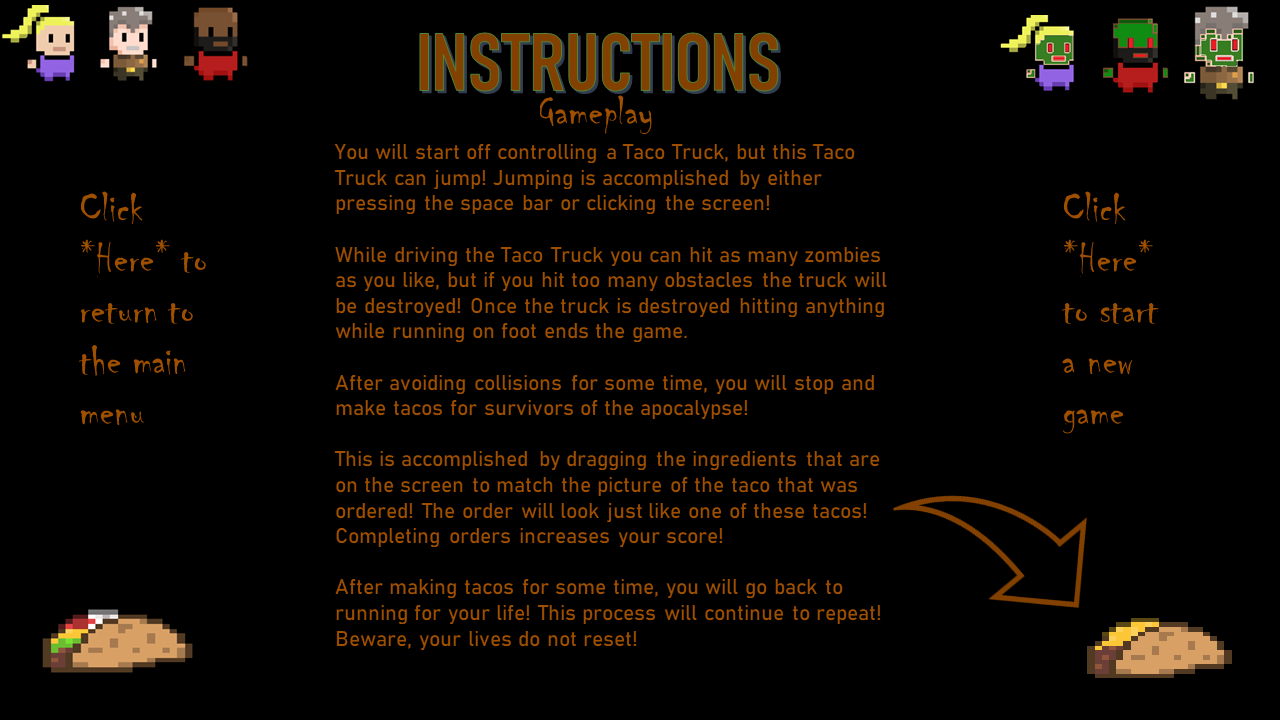 INSTRUCTIONS
Gameplay
You will start off controlling a Taco Truck, but this Taco
Truck can jump! Jumping is accomplished by either
pressing the space bar or clicking the screen!
While driving the Taco Truck you can hit as many zombies
as you like, but if you hit too many obstacles the truck will
be destroyed! Once the truck is destroyed hitting anything
while running on foot ends the game.
After avoiding collisions for some time, you will stop and
make tacos for survivors of the apocalypse!
This is accomplished by dragging the ingredients that are
on the screen to match the picture of the taco that was
ordered! The order will look just like one of these tacos!
Completing orders increases your score!
After making tacos for some time, you will go back to
running for your life! This process will continue to repeat!
Beware, your lives do not reset!
Click
*Here* to
return to
the main
menu
Click
*Here*
to start
a new
game